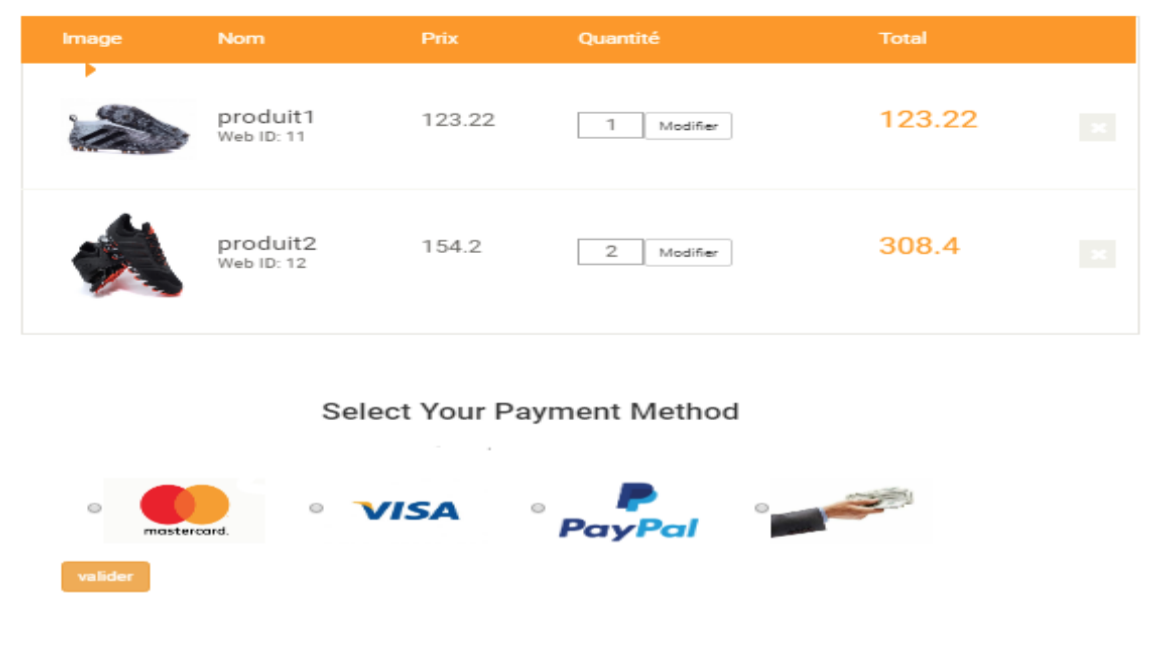 Image Nom Prix Quantité Total
produit1 123.22 1 Modifier 123.22
Web ID: 11
produit2 154.2 2 Modifier 308.4
Web ID: 12
Select Your Payment Method
mastercard. VISA PayPal
valider